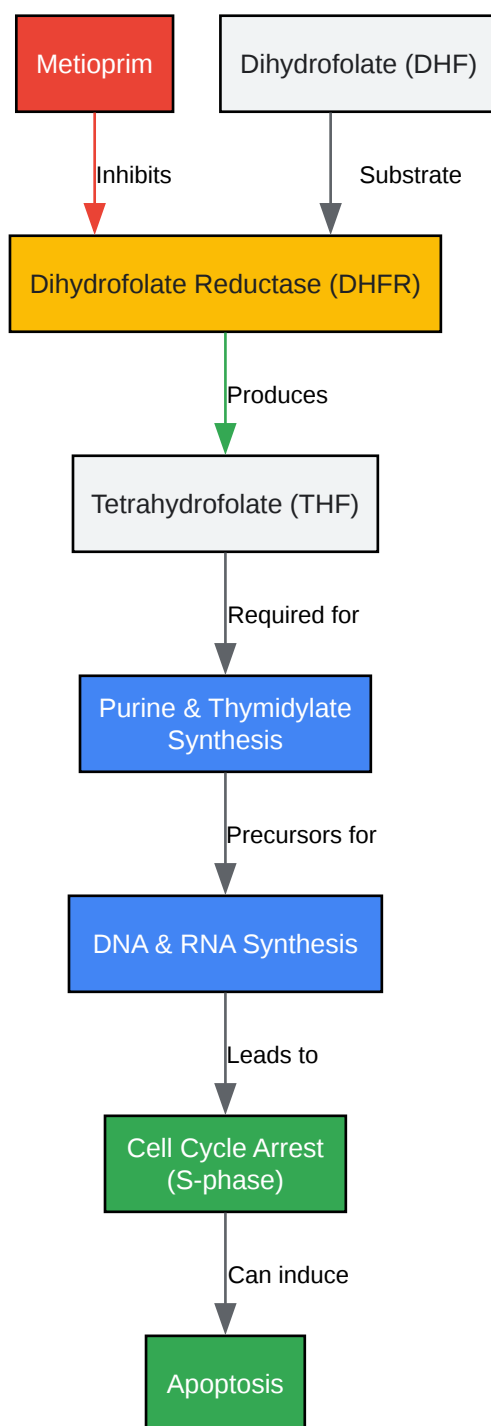 Metioprim
Dihydrofolate (DHF)
Inhibits
Substrate
Dihydrofolate Reductase (DHFR)
Produces
Tetrahydrofolate (THF)
Required for
Purine & Thymidylate
Synthesis
Precursors for
DNA & RNA Synthesis
Leads to
Cell Cycle Arrest
(S-phase)
Can induce
Apoptosis